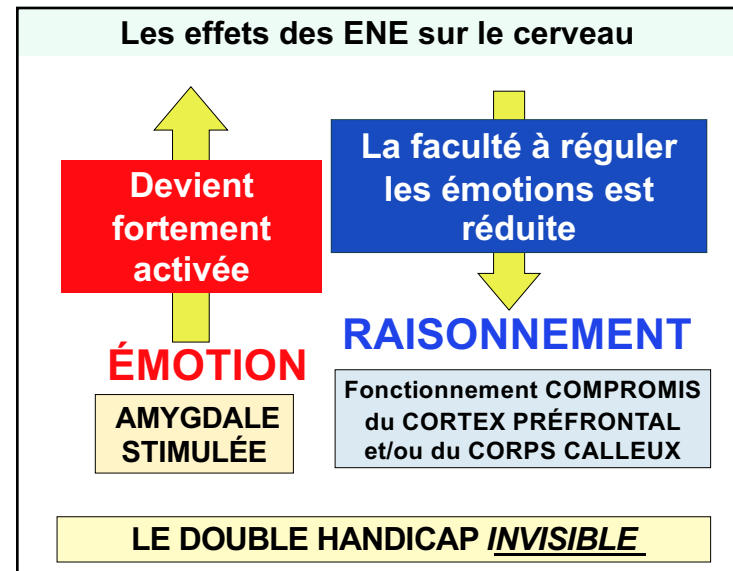 Les effets des ENE sur le cerveau
Devient
fortement
activée
ÉMOTION
AMYGDALE
STIMULÉE
La faculté à réguler
les émotions est
réduite
RAISONNEMENT
Fonctionnement COMPROMIS
du CORTEX PRÉFRONTAL
et/ou du CORPS CALLEUX
LE DOUBLE HANDICAP INVISIBLE